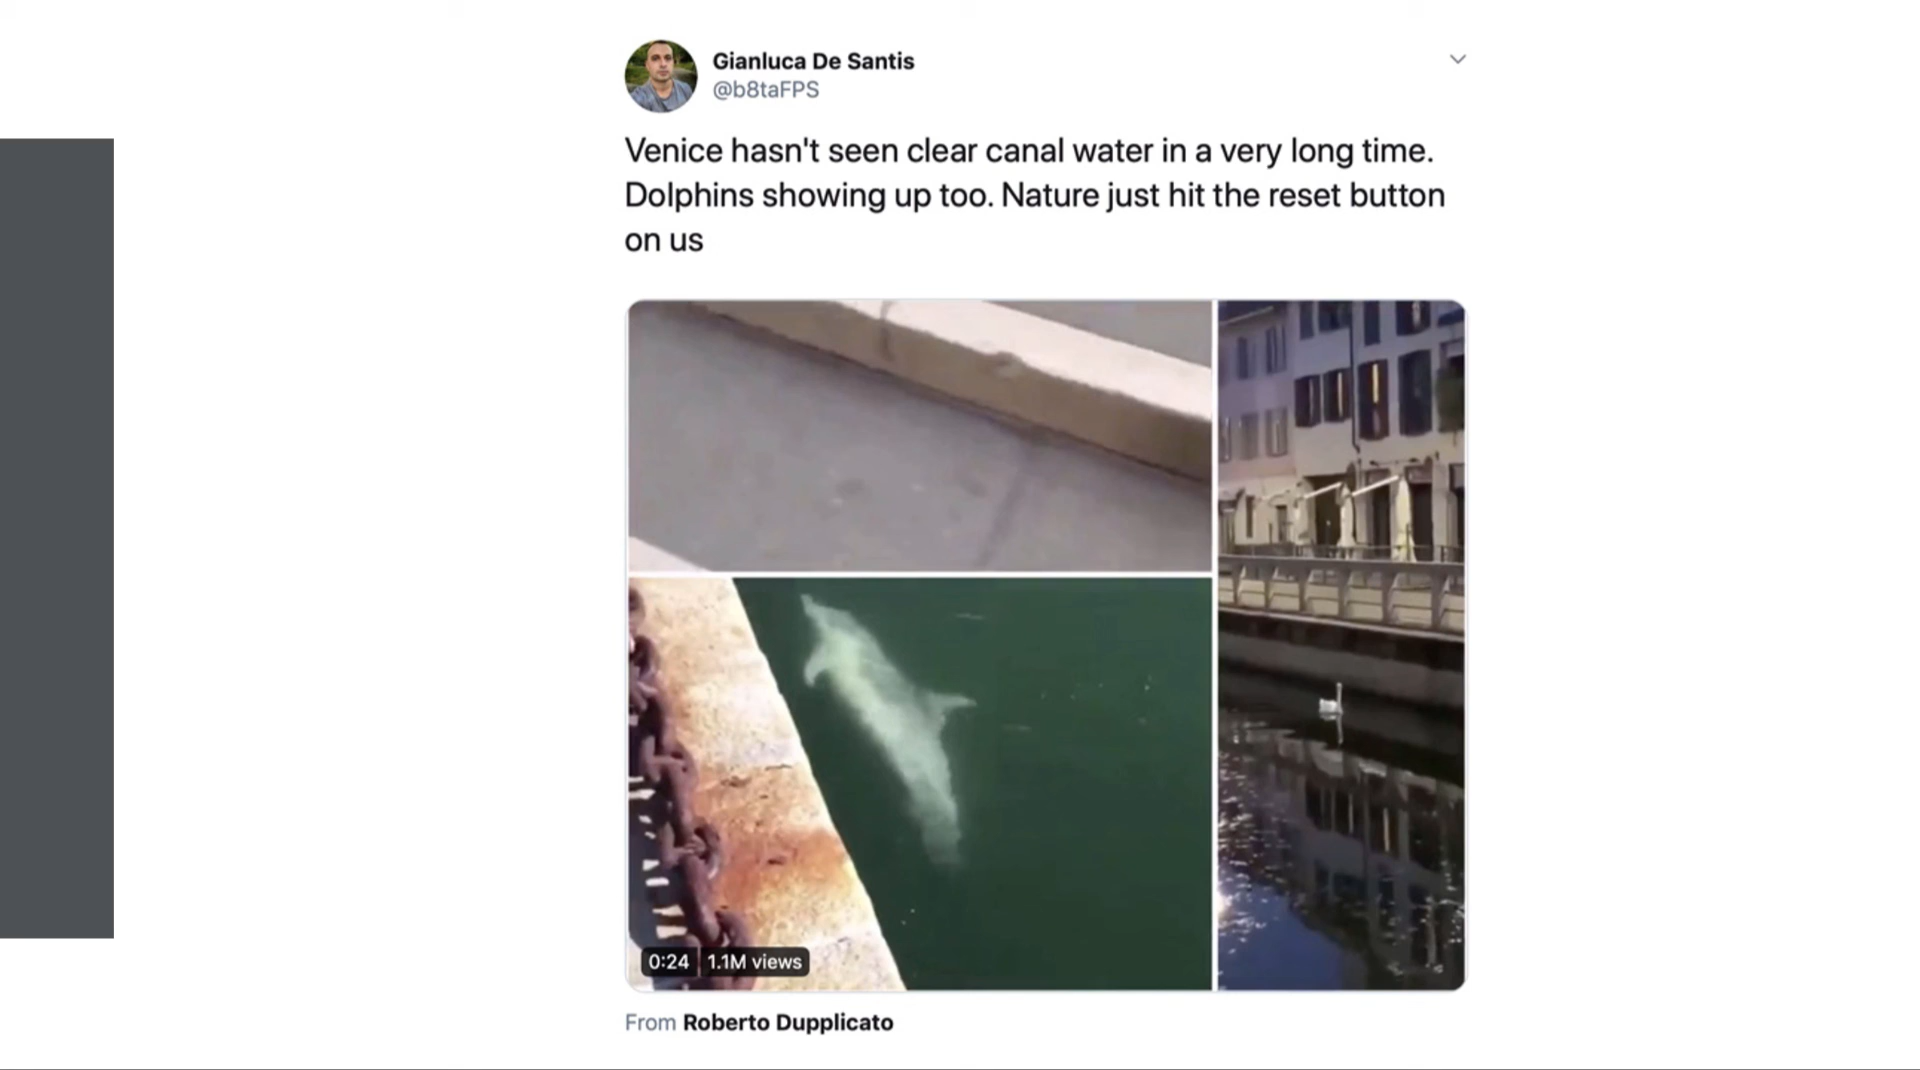 Gianluca De Santis
@b8taFPS
Venice hasn't seen clear canal water in a very long time.
Dolphins showing up too. Nature just hit the reset button
on us
0:24 1.1M views
From Roberto Dupplicato